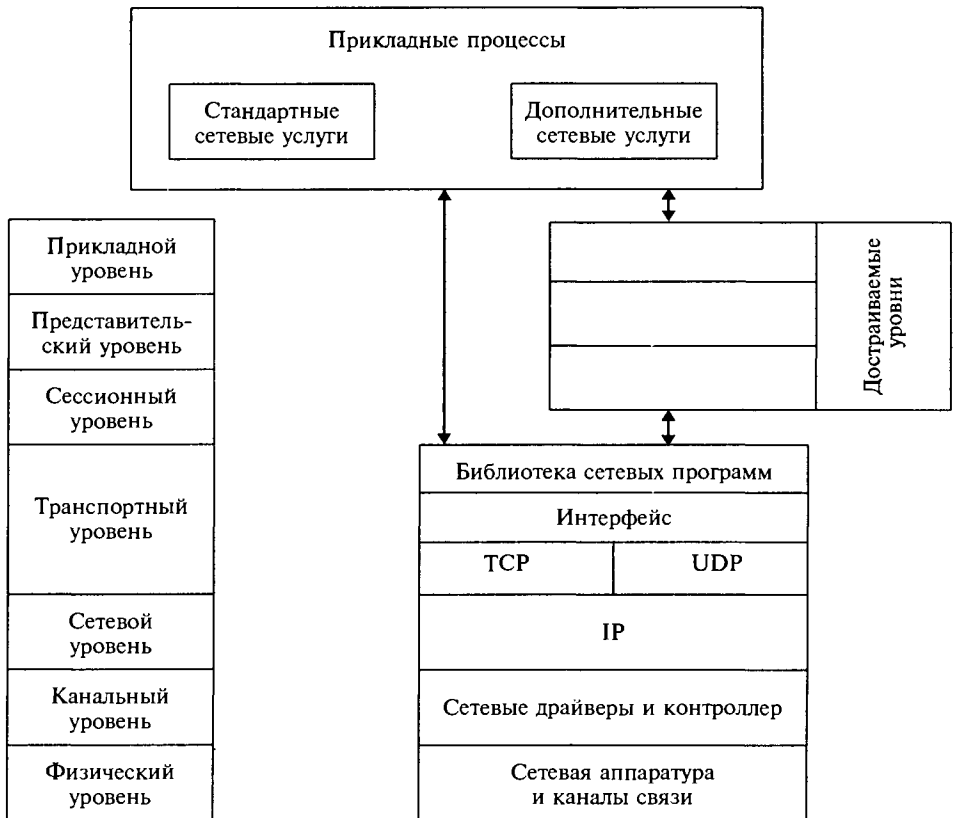 Прикладные процессы
Стандартные
сетевые услуги
Дополнительные
сетевые услуги
Прикладной
уровень
Представитель-
ский уровень
Сессионный
уровень
Транспортный
уровень
Сетевой
уровень
Канальный
уровень
Физический
уровень
Достраиваемые
уровни
Библиотека сетевых программ
Интерфейс
TCP
UDP
IP
Сетевые драйверы и контроллер
Сетевая аппаратура
и каналы связи